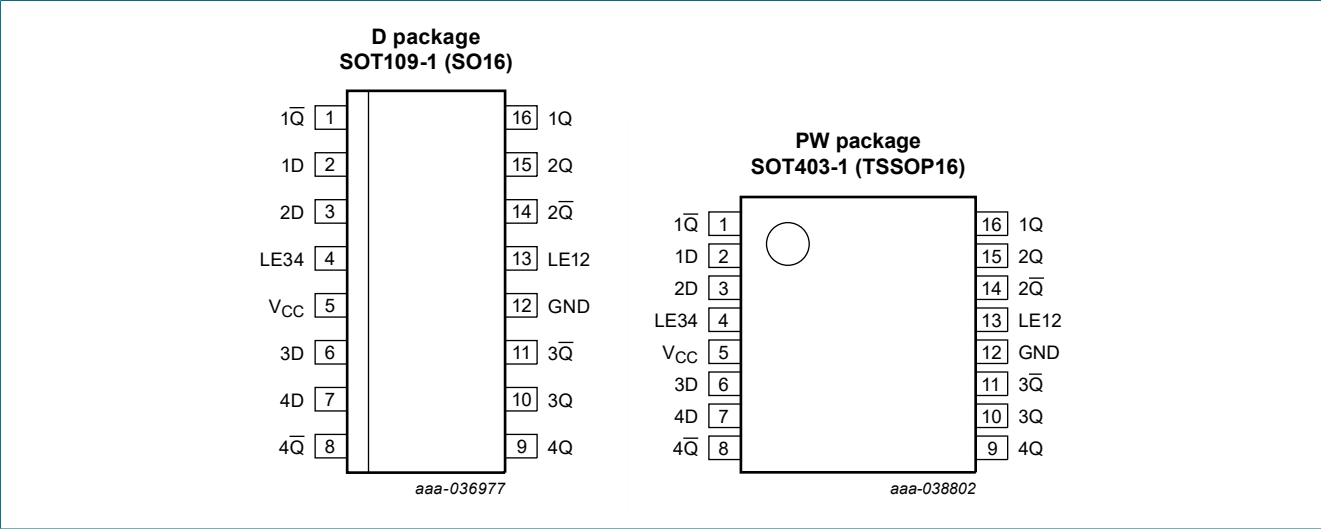 D package
SOT109-1 (SO16)
1Q̅ 1 16 1Q
1D 2 15 2Q
2D 3 14 2Q̅
LE34 4 13 LE12
VCC 5 12 GND
3D 6 11 3Q̅
4D 7 10 3Q
4Q̅ 8 9 4Q
aaa-036977
PW package
SOT403-1 (TSSOP16)
1Q̅ 1 16 1Q
1D 2 15 2Q
2D 3 14 2Q̅
LE34 4 13 LE12
VCC 5 12 GND
3D 6 11 3Q̅
4D 7 10 3Q
4Q̅ 8 9 4Q
aaa-038802